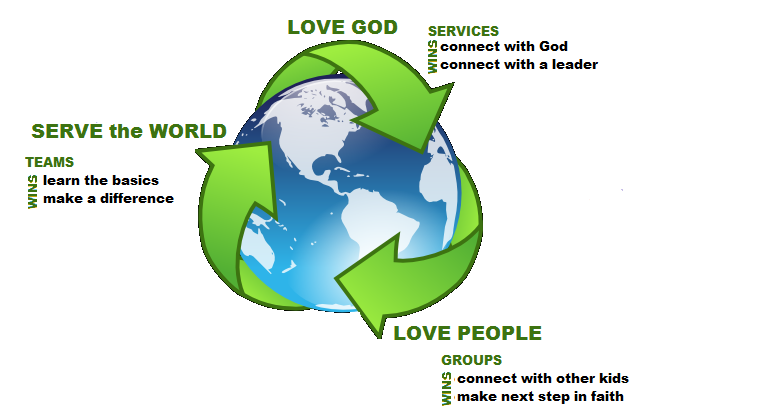 LOVE GOD
SERVICES
WINS
connect with God
connect with a leader
SERVE the WORLD
TEAMS
WINS
learn the basics
make a difference
LOVE PEOPLE
GROUPS
WINS
connect with other kids
make next step in faith